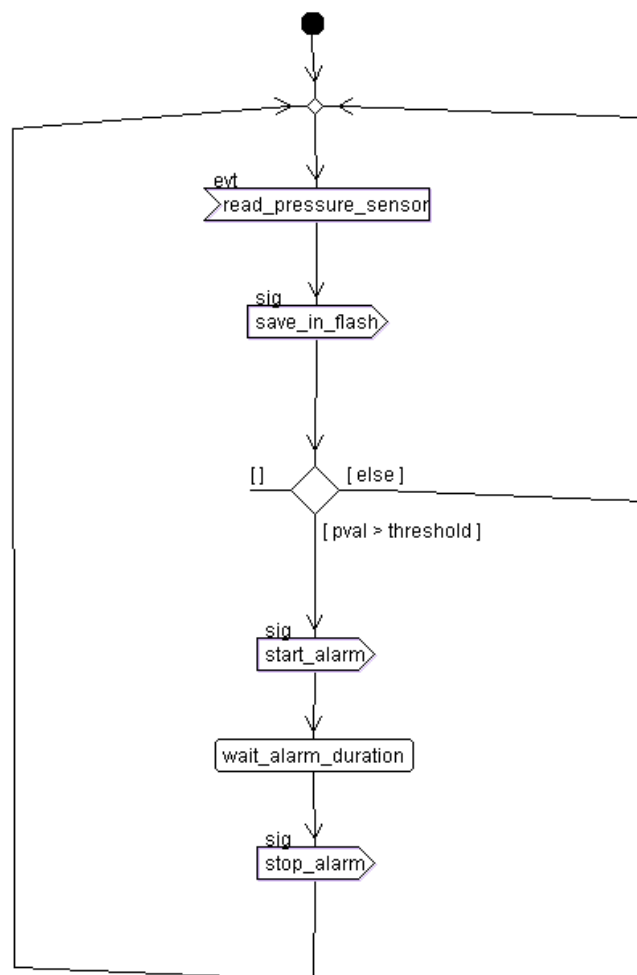 evt
read_pressure_sensor
sig
save_in_flash
[ ]
[ else ]
[ pval > threshold ]
sig
start_alarm
wait_alarm_duration
sig
stop_alarm